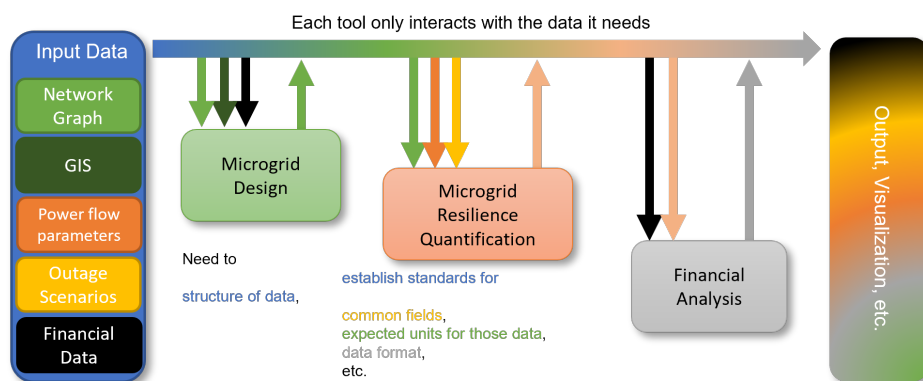 Each tool only interacts with the data it needs
Input Data
Network
Graph
GIS
Power flow
parameters
Outage
Scenarios
Financial
Data
Microgrid
Design
Microgrid
Resilience
Quantification
Financial
Analysis
Need to
establish standards for
structure of data,
common fields,
expected units for those data,
data format,
etc.
Output, Visualization, etc.